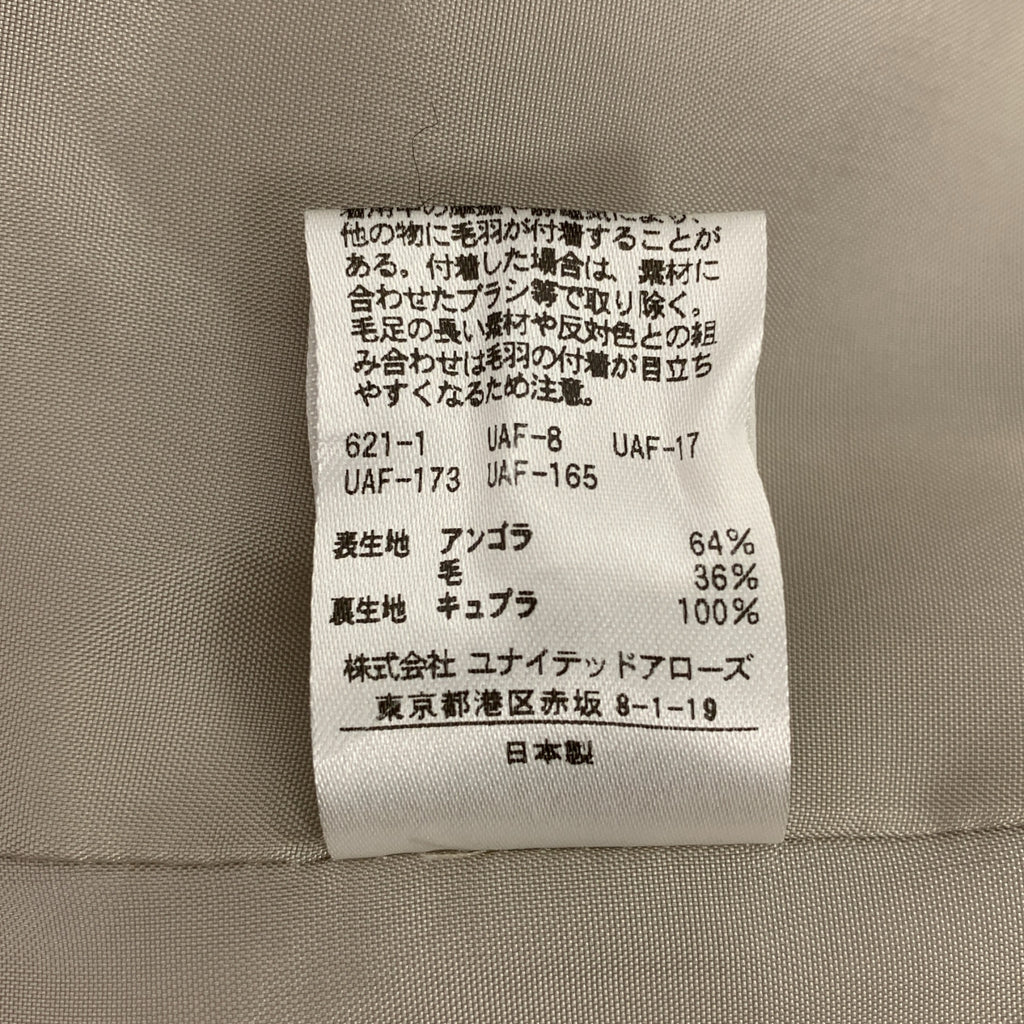 他の物に毛羽が付着することが
ある。付着した場合は、素材に
合わせたブラシ等で取り除く。
毛足の長い素材や反対色との組
み合わせは毛羽の付着が目立ち
やすくなるため注意。
621-1 UAF-8 UAF-17
UAF-173 UAF-165
表生地 アンゴラ 64%
毛 36%
裏生地 キュプラ 100%
株式会社 ユナイテッドアローズ
東京都港区赤坂 8-1-19
日本製